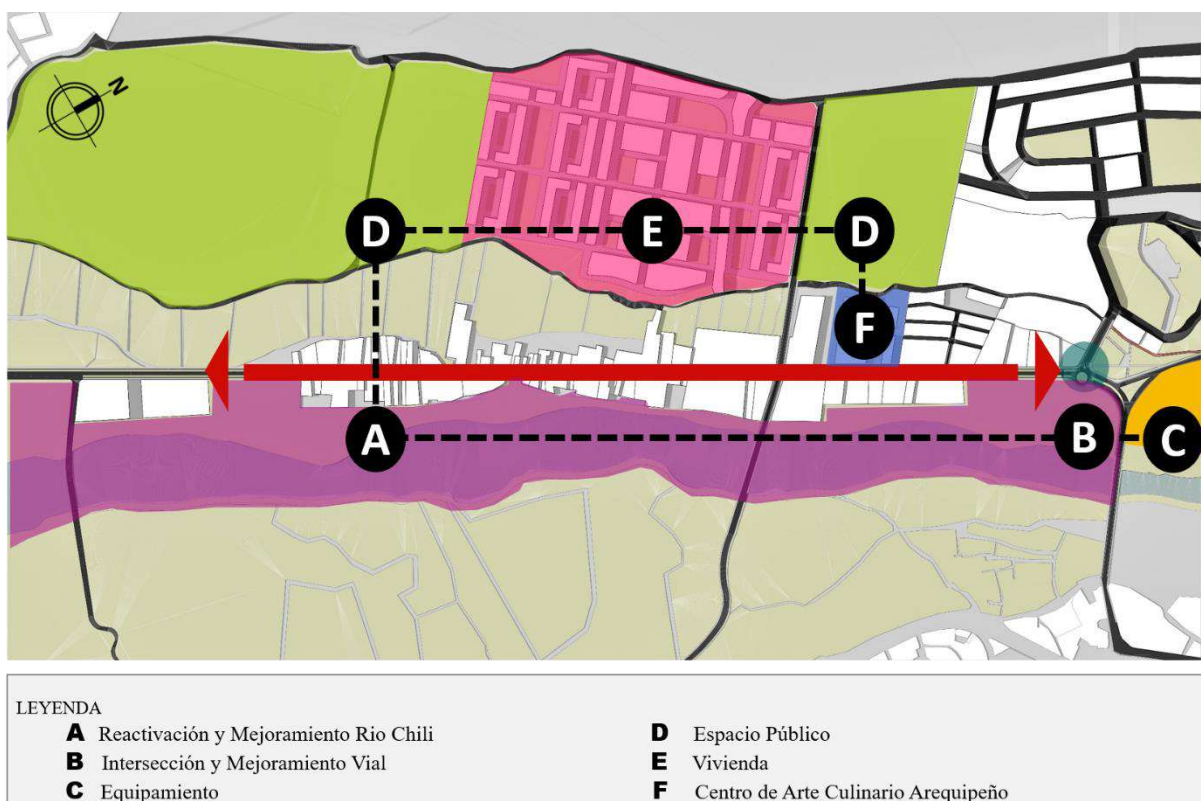 N
D
E
D
F
A
B
C
LEYENDA
A Reactivación y Mejoramiento Rio Chili
B Intersección y Mejoramiento Vial
C Equipamiento
D Espacio Público
E Vivienda
F Centro de Arte Culinario Arequipeño